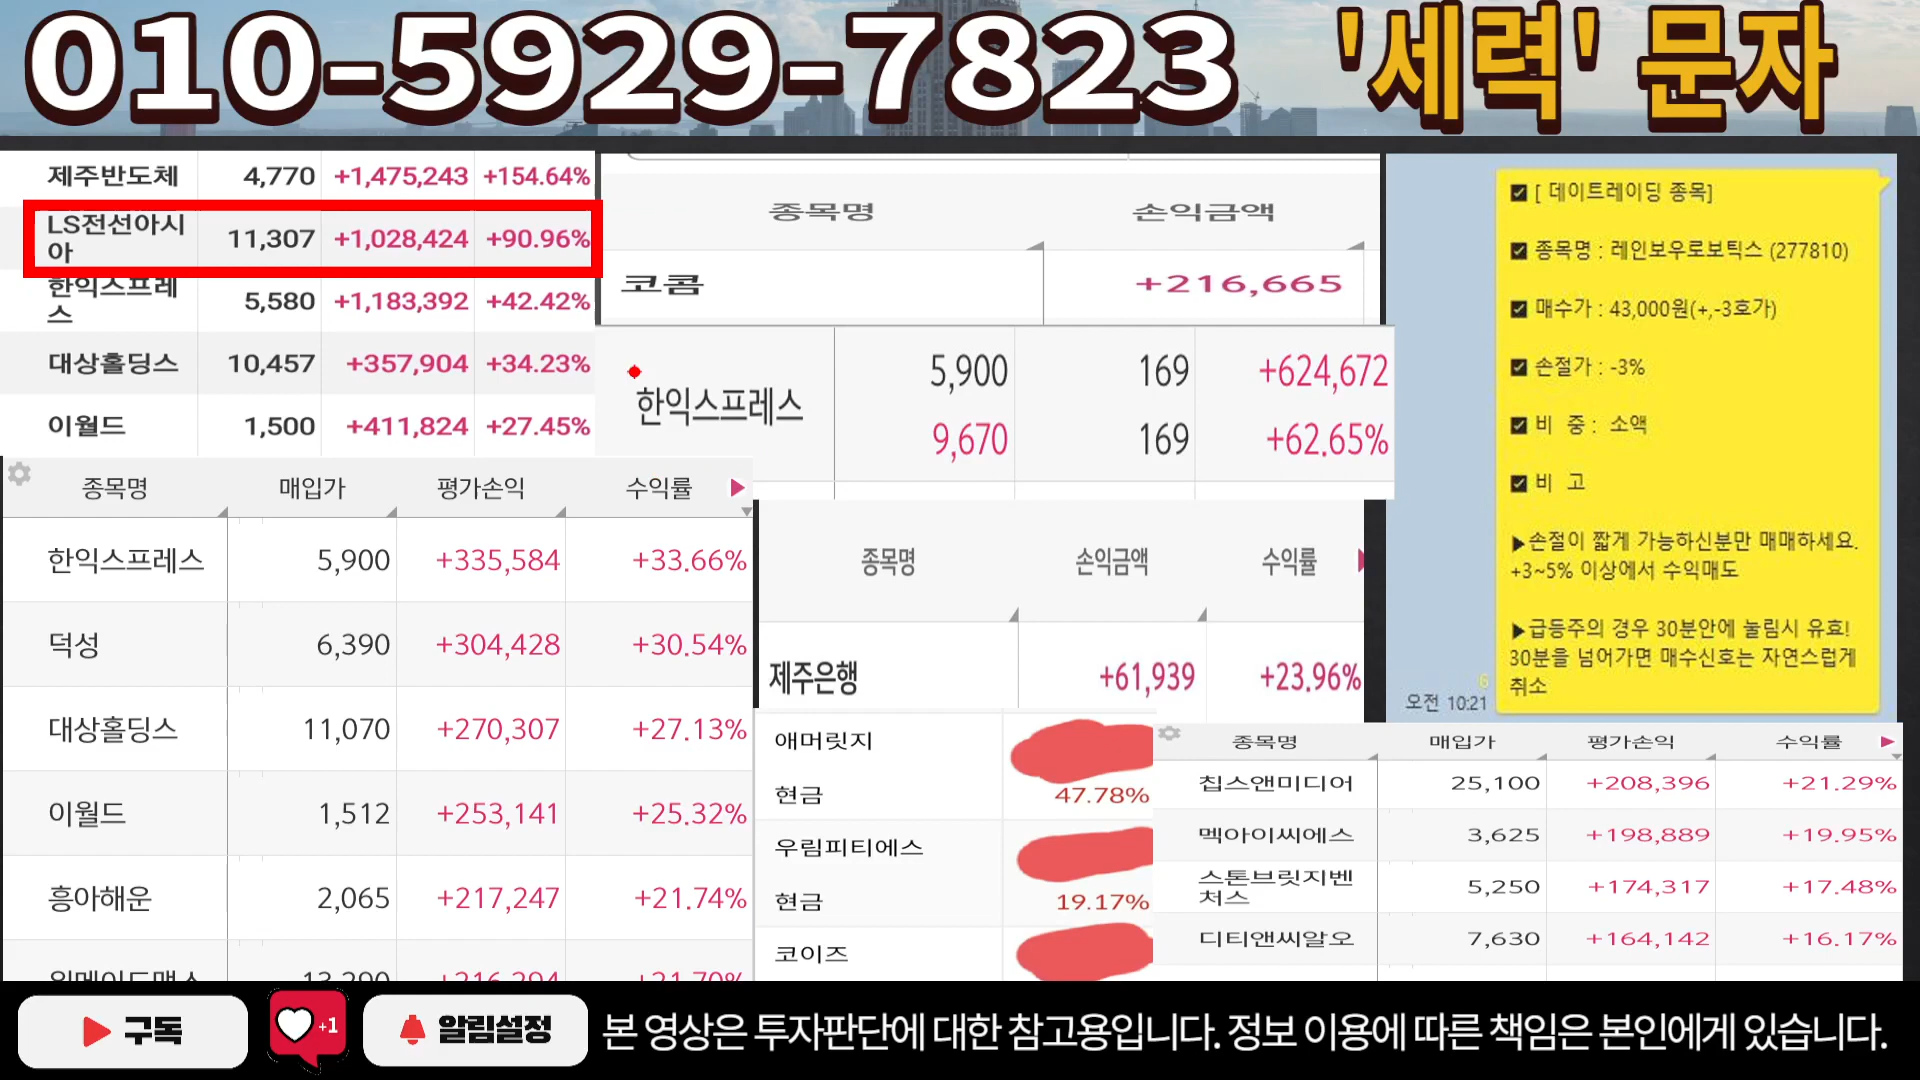 010-5929-7823 '세력' 문자
제주반도체 4,770 +1,475,243 +154.64%
LS전선아시
아 11,307 +1,028,424 +90.96%
한익스프레
스 5,580 +1,183,392 +42.42%
대상홀딩스 10,457 +357,904 +34.23%
이월드 1,500 +411,824 +27.45%
종목명 손익금액
코콤 +216,665
한익스프레스
5,900 169 +624,672
9,670 169 +62.65%
종목명 매입가 평가손익 수익률
한익스프레스 5,900 +335,584 +33.66%
덕성 6,390 +304,428 +30.54%
대상홀딩스 11,070 +270,307 +27.13%
이월드 1,512 +253,141 +25.32%
흥아해운 2,065 +217,247 +21.74%
종목명 손익금액 수익률
제주은행 +61,939 +23.96%
애머릿지
현금 47.78%
우림피티에스
현금 19.17%
코이즈
[ 데이트레이딩 종목]
종목명 : 레인보우로보틱스 (277810)
매수가 : 43,000원(+,-3호가)
손절가 : -3%
비 중 : 소액
비 고
▶손절이 짧게 가능하신분만 매매하세요.
+3~5% 이상에서 수익매도
▶급등주의 경우 30분안에 눌림시 유효!
30분을 넘어가면 매수신호는 자연스럽게
취소
6
오전 10:21
종목명 매입가 평가손익 수익률
칩스앤미디어 25,100 +208,396 +21.29%
멕아이씨에스 3,625 +198,889 +19.95%
스톤브릿지벤
처스 5,250 +174,317 +17.48%
디티앤씨알오 7,630 +164,142 +16.17%
구독
+1
알림설정
본 영상은 투자판단에 대한 참고용입니다. 정보 이용에 따른 책임은 본인에게 있습니다.